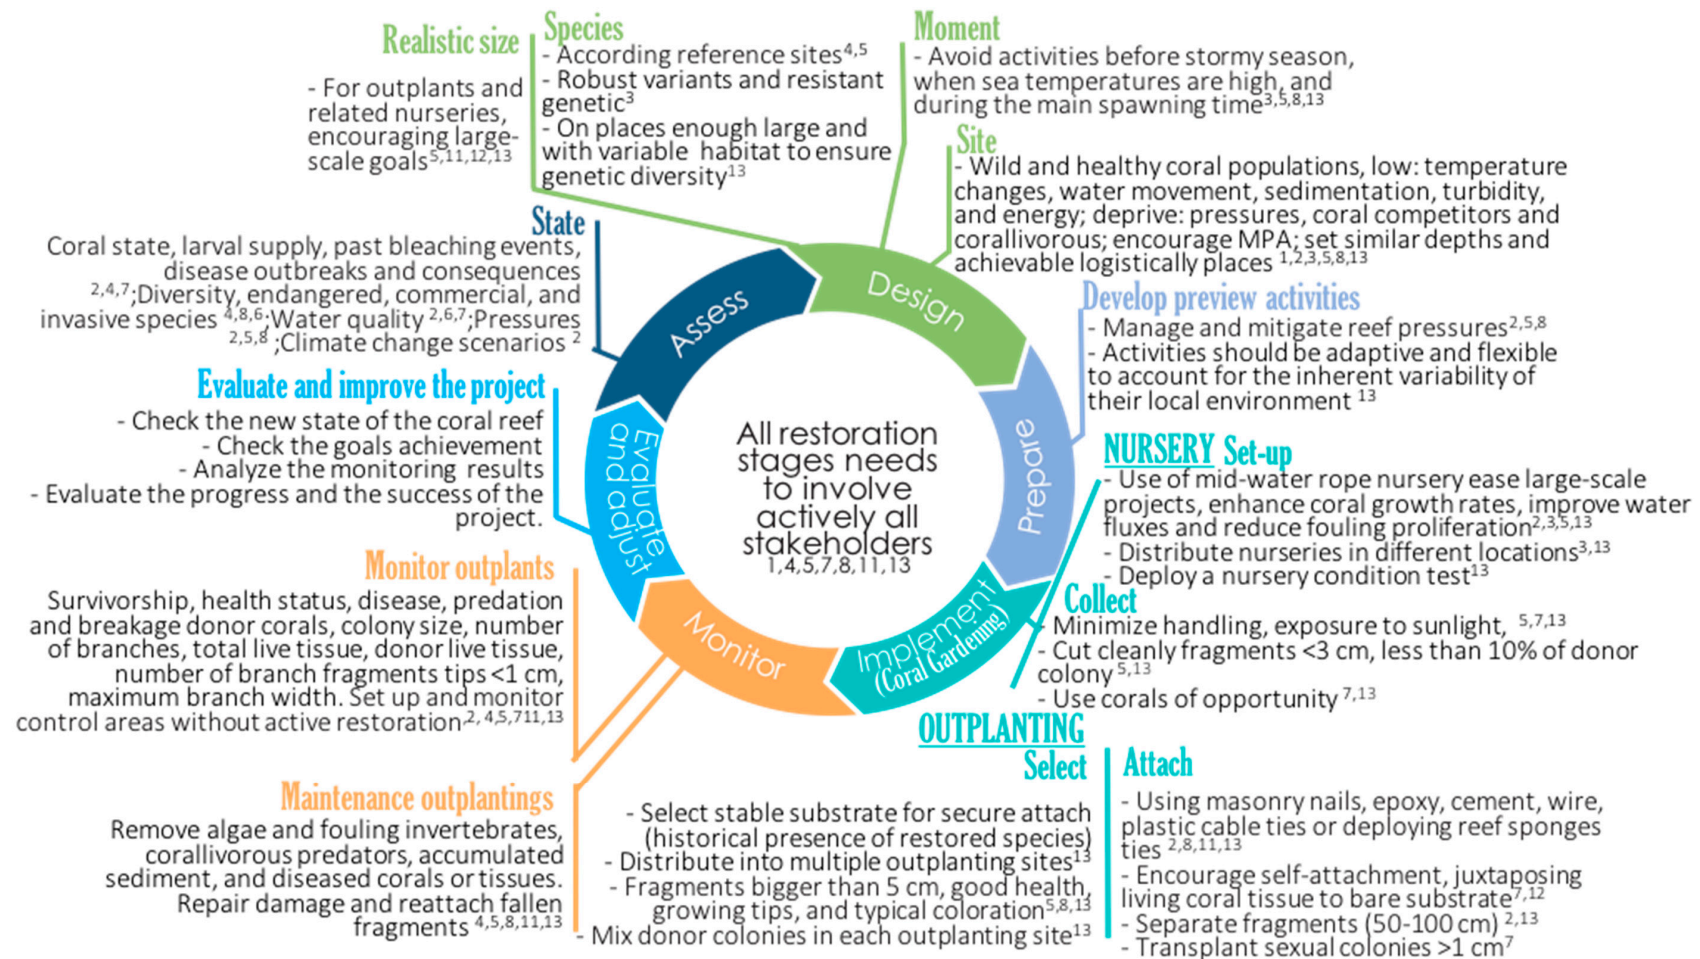 Realistic size
- For outplants and
related nurseries,
encouraging large-
scale goals5,11,12,13
Species
- According reference sites4,5
- Robust variants and resistant
genetic3
- On places enough large and
with variable habitat to ensure
genetic diversity13
Moment
- Avoid activities before stormy season,
when sea temperatures are high, and
during the main spawning time3,5,8,13
Site
- Wild and healthy coral populations, low: temperature
changes, water movement, sedimentation, turbidity,
and energy; deprive: pressures, coral competitors and
corallivorous; encourage MPA; set similar depths and
achievable logistically places 1,2,3,5,8,13
State
Coral state, larval supply, past bleaching events,
disease outbreaks and consequences
2,4,7;Diversity, endangered, commercial, and
invasive species 4,8,6;Water quality 2,6,7;Pressures
2,5,8 ;Climate change scenarios 2
Develop preview activities
- Manage and mitigate reef pressures2,5,8
- Activities should be adaptive and flexible
to account for the inherent variability of
their local environment 13
Evaluate and improve the project
- Check the new state of the coral reef
- Check the goals achievement
- Analyze the monitoring results
- Evaluate the progress and the success of the
project.
Assess
Design
Prepare
Implement
(Coral Gardening)
Monitor
Evaluate
and adjust
All restoration
stages needs
to involve
actively all
stakeholders
1,4,5,7,8,11,13
NURSERY Set-up
- Use of mid-water rope nursery ease large-scale
projects, enhance coral growth rates, improve water
fluxes and reduce fouling proliferation2,3,5,13
- Distribute nurseries in different locations3,13
- Deploy a nursery condition test13
Collect
- Minimize handling, exposure to sunlight, 5,7,13
- Cut cleanly fragments <3 cm, less than 10% of donor
colony 5,13
- Use corals of opportunity 7,13
Monitor outplants
Survivorship, health status, disease, predation
and breakage donor corals, colony size, number
of branches, total live tissue, donor live tissue,
number of branch fragments tips <1 cm,
maximum branch width. Set up and monitor
control areas without active restoration,2, 4,5,711,13
Maintenance outplantings
Remove algae and fouling invertebrates,
corallivorous predators, accumulated
sediment, and diseased corals or tissues.
Repair damage and reattach fallen
fragments 4,5,8,11,13
OUTPLANTING
Select
- Select stable substrate for secure attach
(historical presence of restored species)
- Distribute into multiple outplanting sites13
- Fragments bigger than 5 cm, good health,
growing tips, and typical coloration5,8,13
- Mix donor colonies in each outplanting site13
Attach
- Using masonry nails, epoxy, cement, wire,
plastic cable ties or deploying reef sponges
ties 2,8,11,13
- Encourage self-attachment, juxtaposing
living coral tissue to bare substrate7,12
- Separate fragments (50-100 cm) 2,13
- Transplant sexual colonies >1 cm7